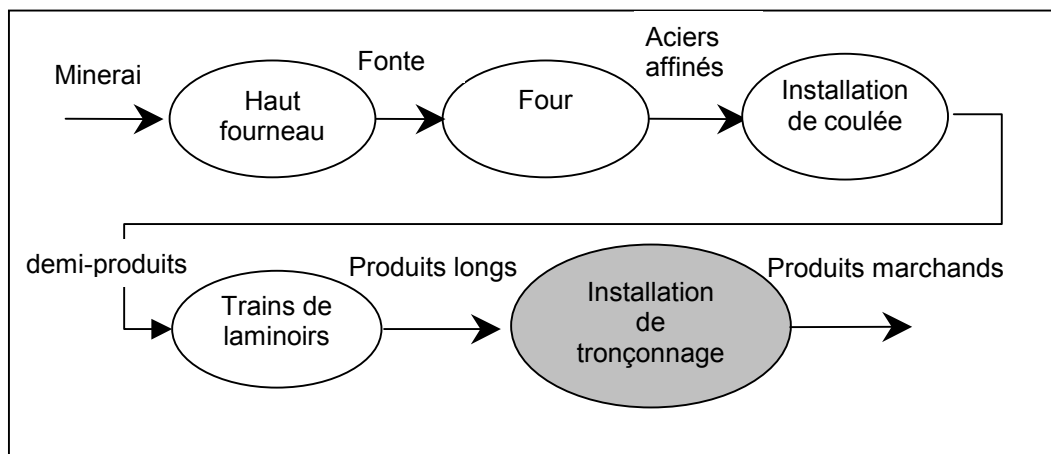 Minerai
Haut
fourneau
Fonte
Four
Aciers
affinés
Installation
de coulée
demi-produits
Trains de
laminoirs
Produits longs
Installation
de
tronçonnage
Produits marchands